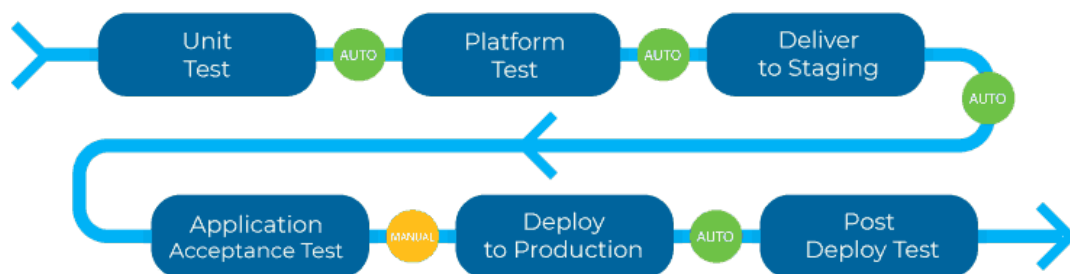 Unit
Test
AUTO
Platform
Test
AUTO
Deliver
to Staging
AUTO
Application
Acceptance Test
MANUAL
Deploy
to Production
AUTO
Post
Deploy Test